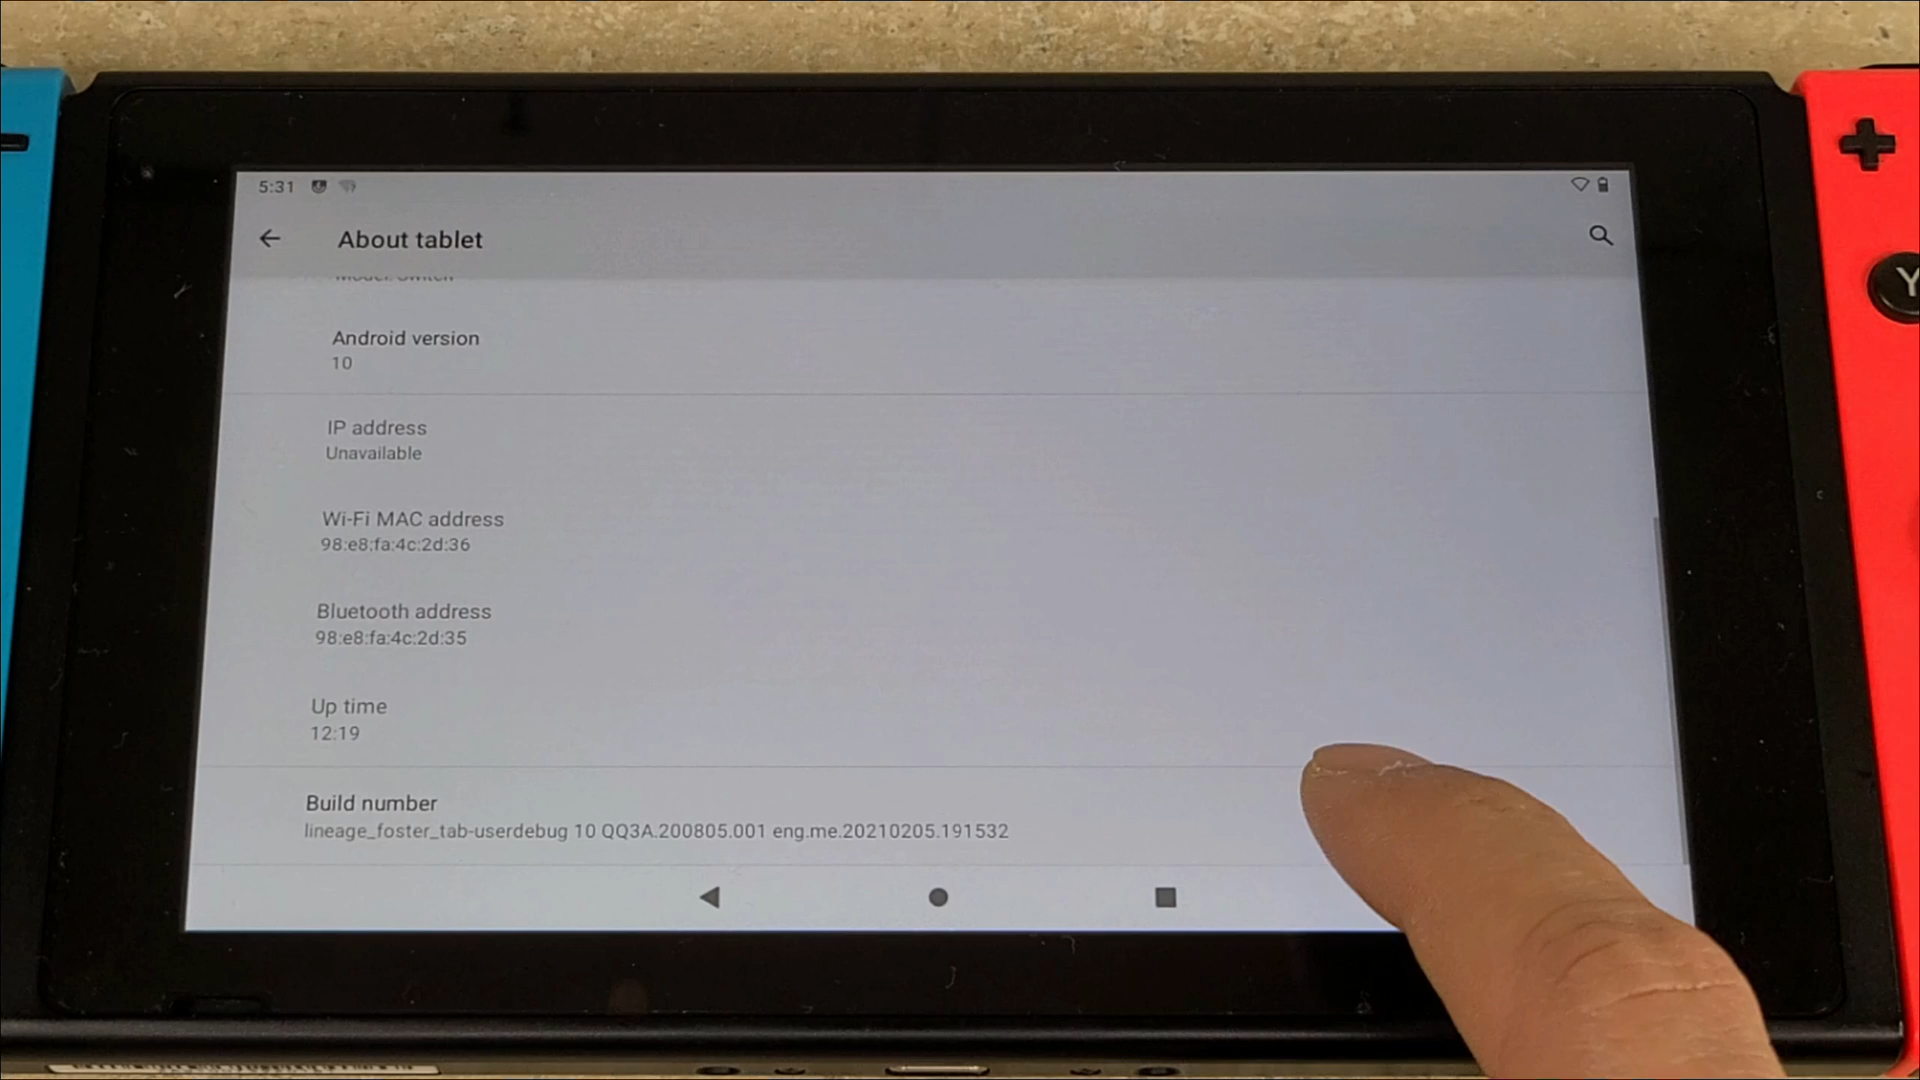 5:31
About tablet
Model: Switch
Android version
10
IP address
Unavailable
Wi-Fi MAC address
98:e8:fa:4c:2d:36
Bluetooth address
98:e8:fa:4c:2d:35
Up time
12:19
Build number
lineage_foster_tab-userdebug 10 QQ3A.200805.001 eng.me.20210205.191532
Y